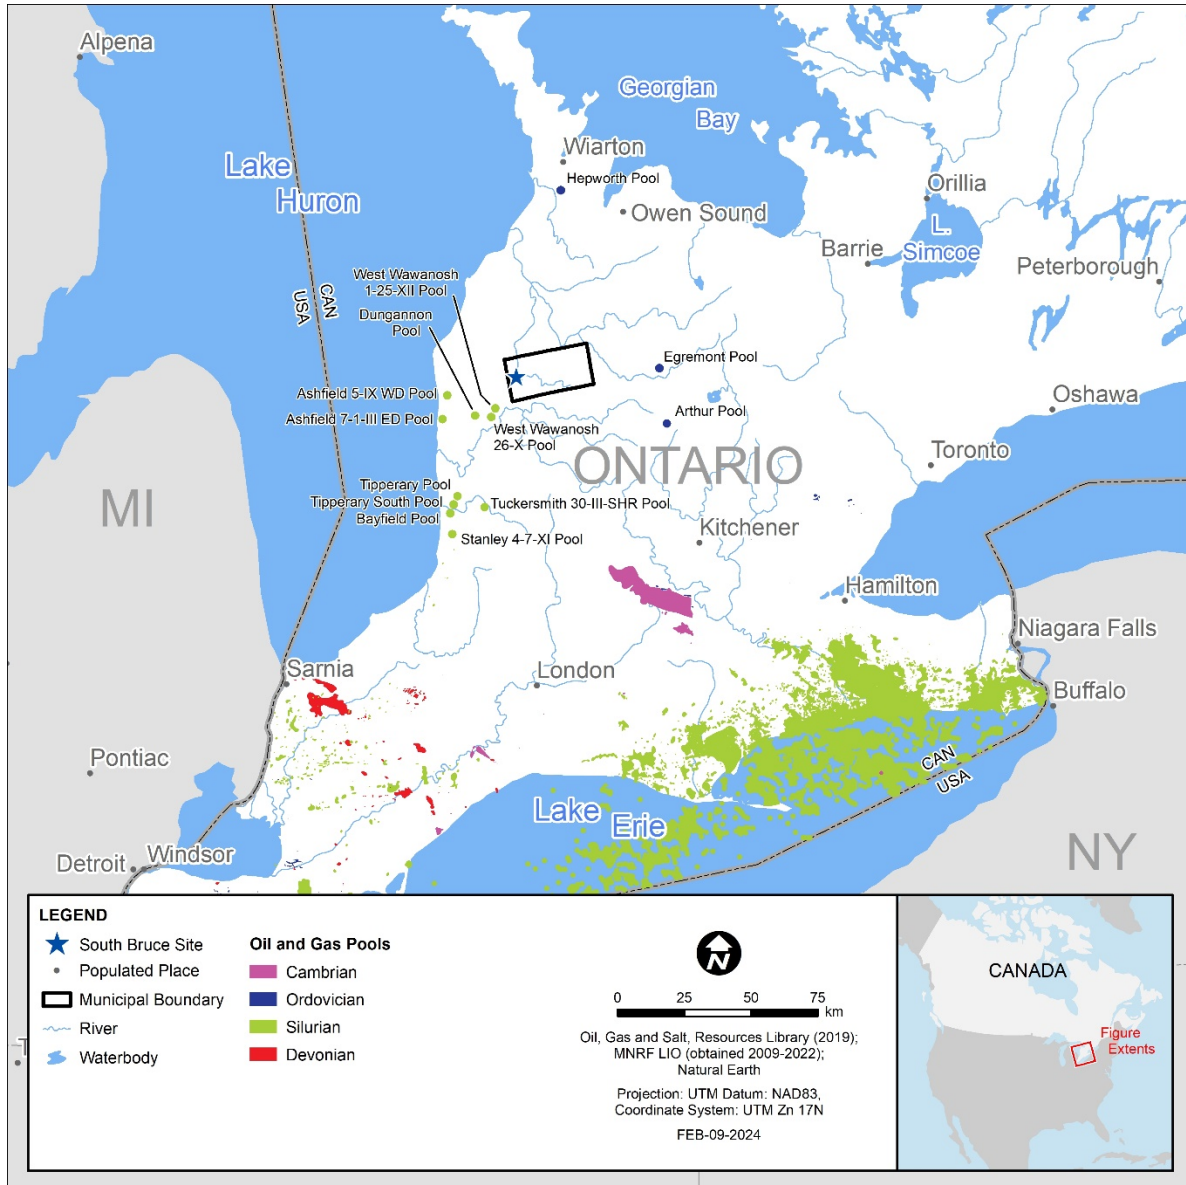 Alpena
Georgian
Bay
Wiarton
Hepworth Pool
Lake
Huron
Orillia
Owen Sound
L.
Simcoe
Barrie
Peterborough
West Wawanosh
1-25-XII Pool
CAN
USA
Dungannon
Pool
Egremont Pool
Ashfield 5-IX WD Pool
Oshawa
Arthur Pool
Ashfield 7-1-III ED Pool
West Wawanosh
26-X Pool
Toronto
ONTARIO
Tipperary Pool
MI
Tipperary South Pool
Tuckersmith 30-III-SHR Pool
Bayfield Pool
Kitchener
Stanley 4-7-XI Pool
Hamilton
Niagara Falls
Sarnia
London
Buffalo
Pontiac
CAN
USA
Lake
Erie
NY
Detroit
Windsor
LEGEND
South Bruce Site
Populated Place
Municipal Boundary
River
Waterbody
Oil and Gas Pools
Cambrian
Ordovician
Silurian
Devonian
N
0 25 50 75
km
Oil, Gas and Salt, Resources Library (2019);
MNRF LIO (obtained 2009-2022);
Natural Earth
Projection: UTM Datum: NAD83,
Coordinate System: UTM Zn 17N
FEB-09-2024
CANADA
Figure
Extents